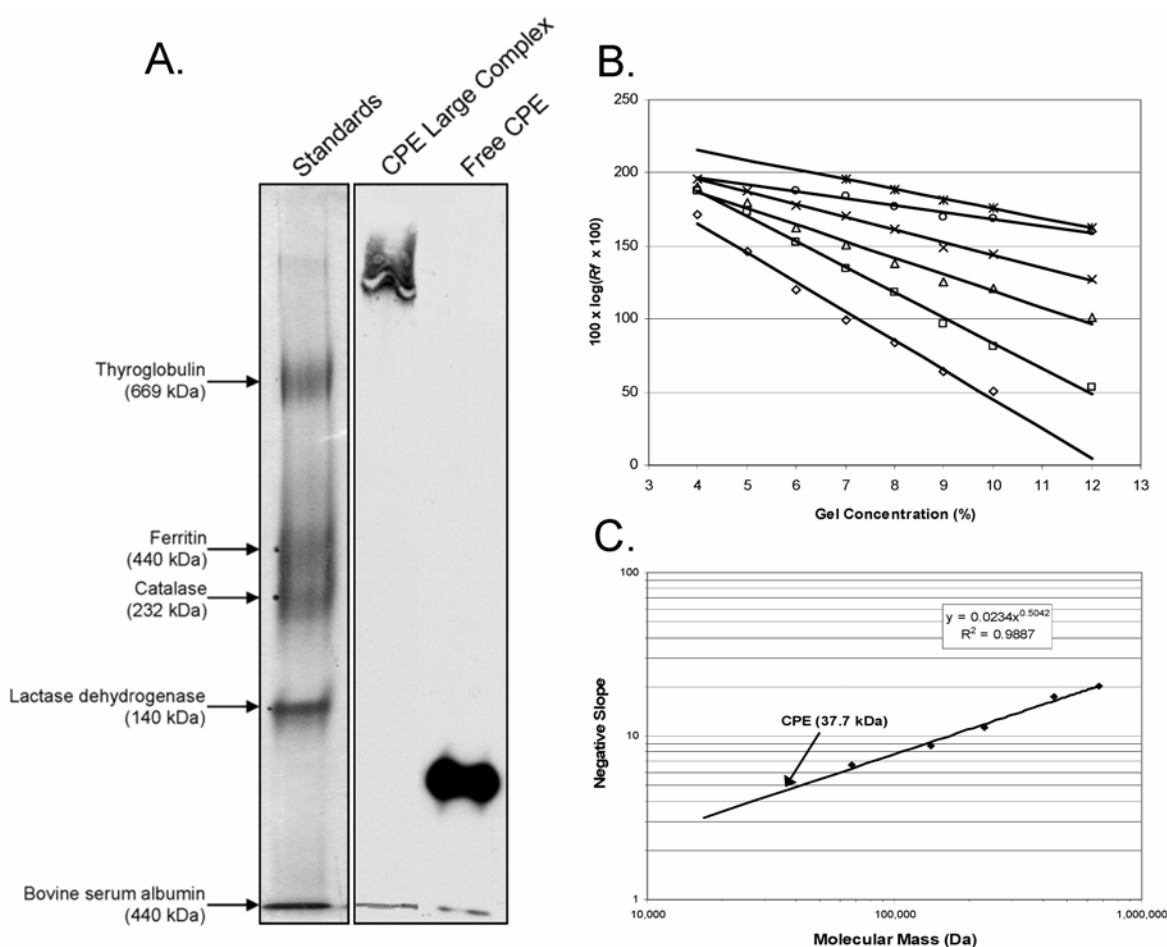 A.
Standards
CPE Large Complex
Free CPE
Thyroglobulin
(669 kDa)
Ferritin
(440 kDa)
Catalase
(232 kDa)
Lactase dehydrogenase
(140 kDa)
Bovine serum albumin
(440 kDa)
B.
250
200
150
100
50
0
100 x log(Rf x 100)
3 4 5 6 7 8 9 10 11 12 13
Gel Concentration (%)
C.
100
10
1
Negative Slope
y = 0.0234x^0.5042
R² = 0.9887
CPE (37.7 kDa)
10,000 100,000 1,000,000
Molecular Mass (Da)